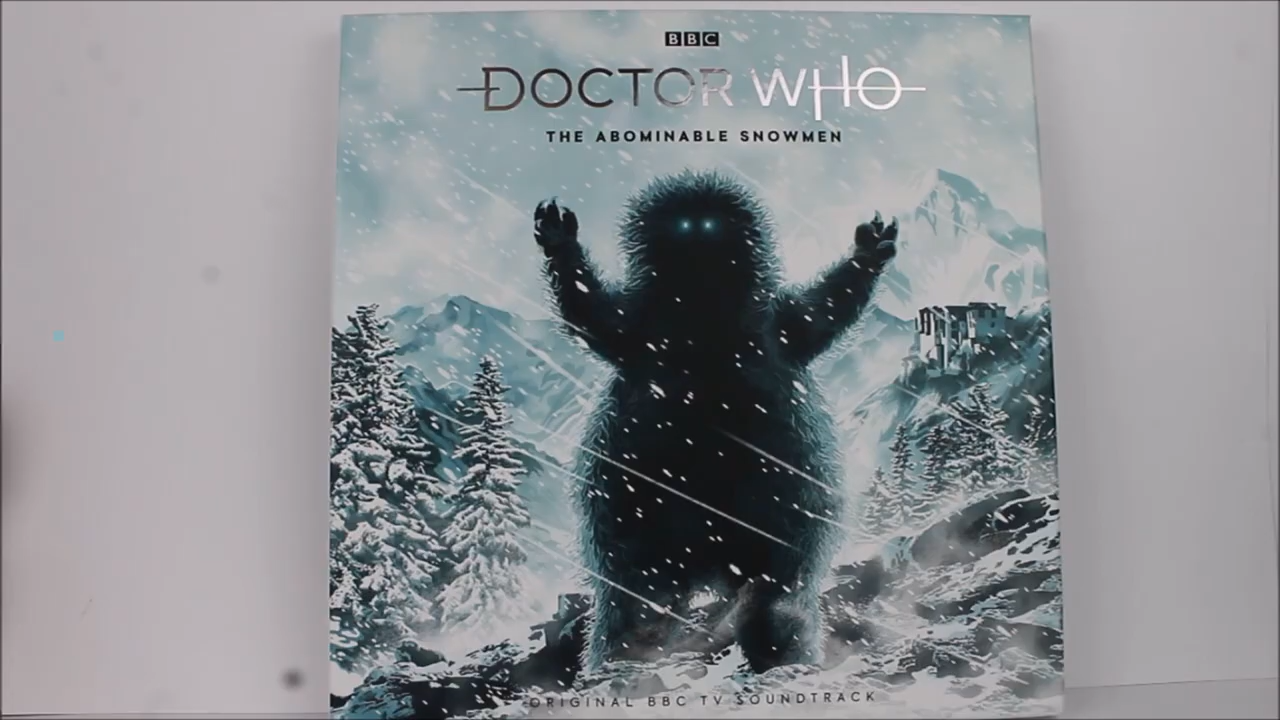 BBC
DOCTOR WHO
THE ABOMINABLE SNOWMEN
ORIGINAL BBC TV SOUNDTRACK